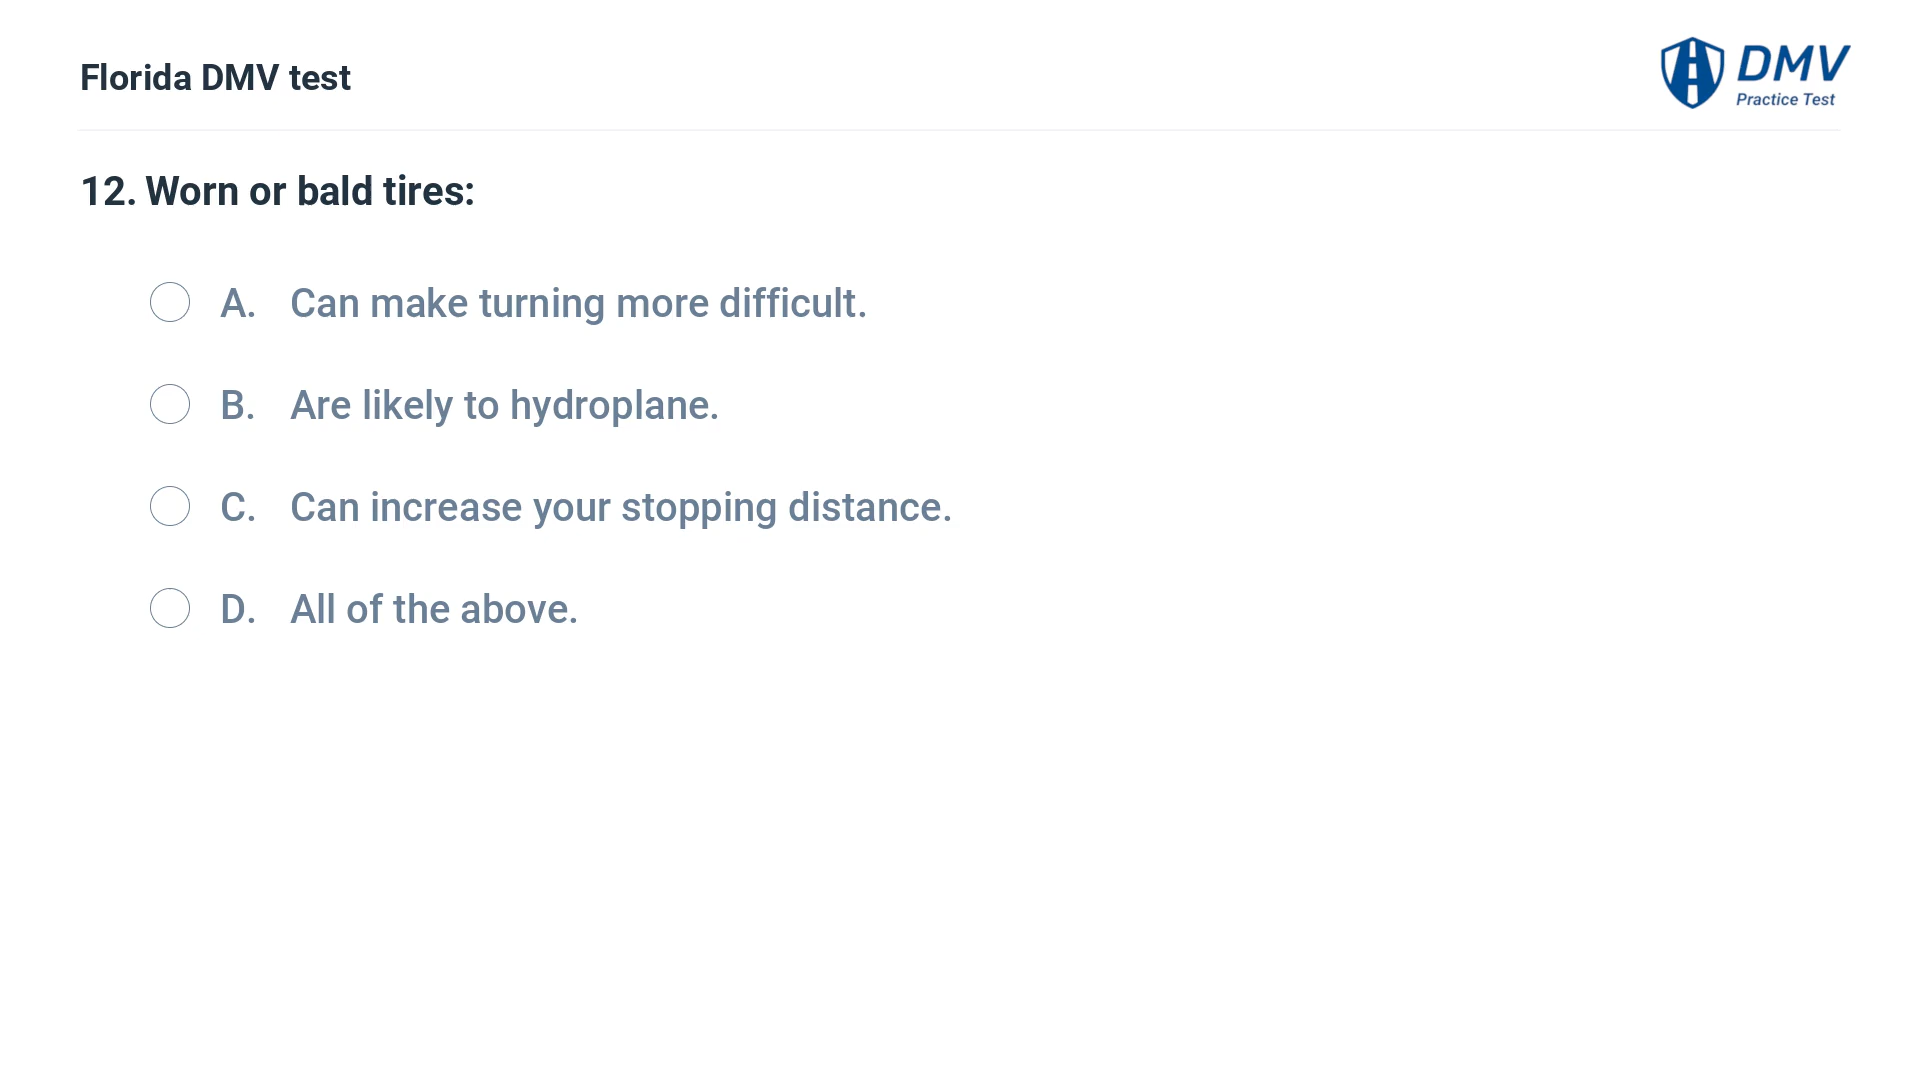 Florida DMV test
DMV
Practice Test
12. Worn or bald tires:
A. Can make turning more difficult.
B. Are likely to hydroplane.
C. Can increase your stopping distance.
D. All of the above.